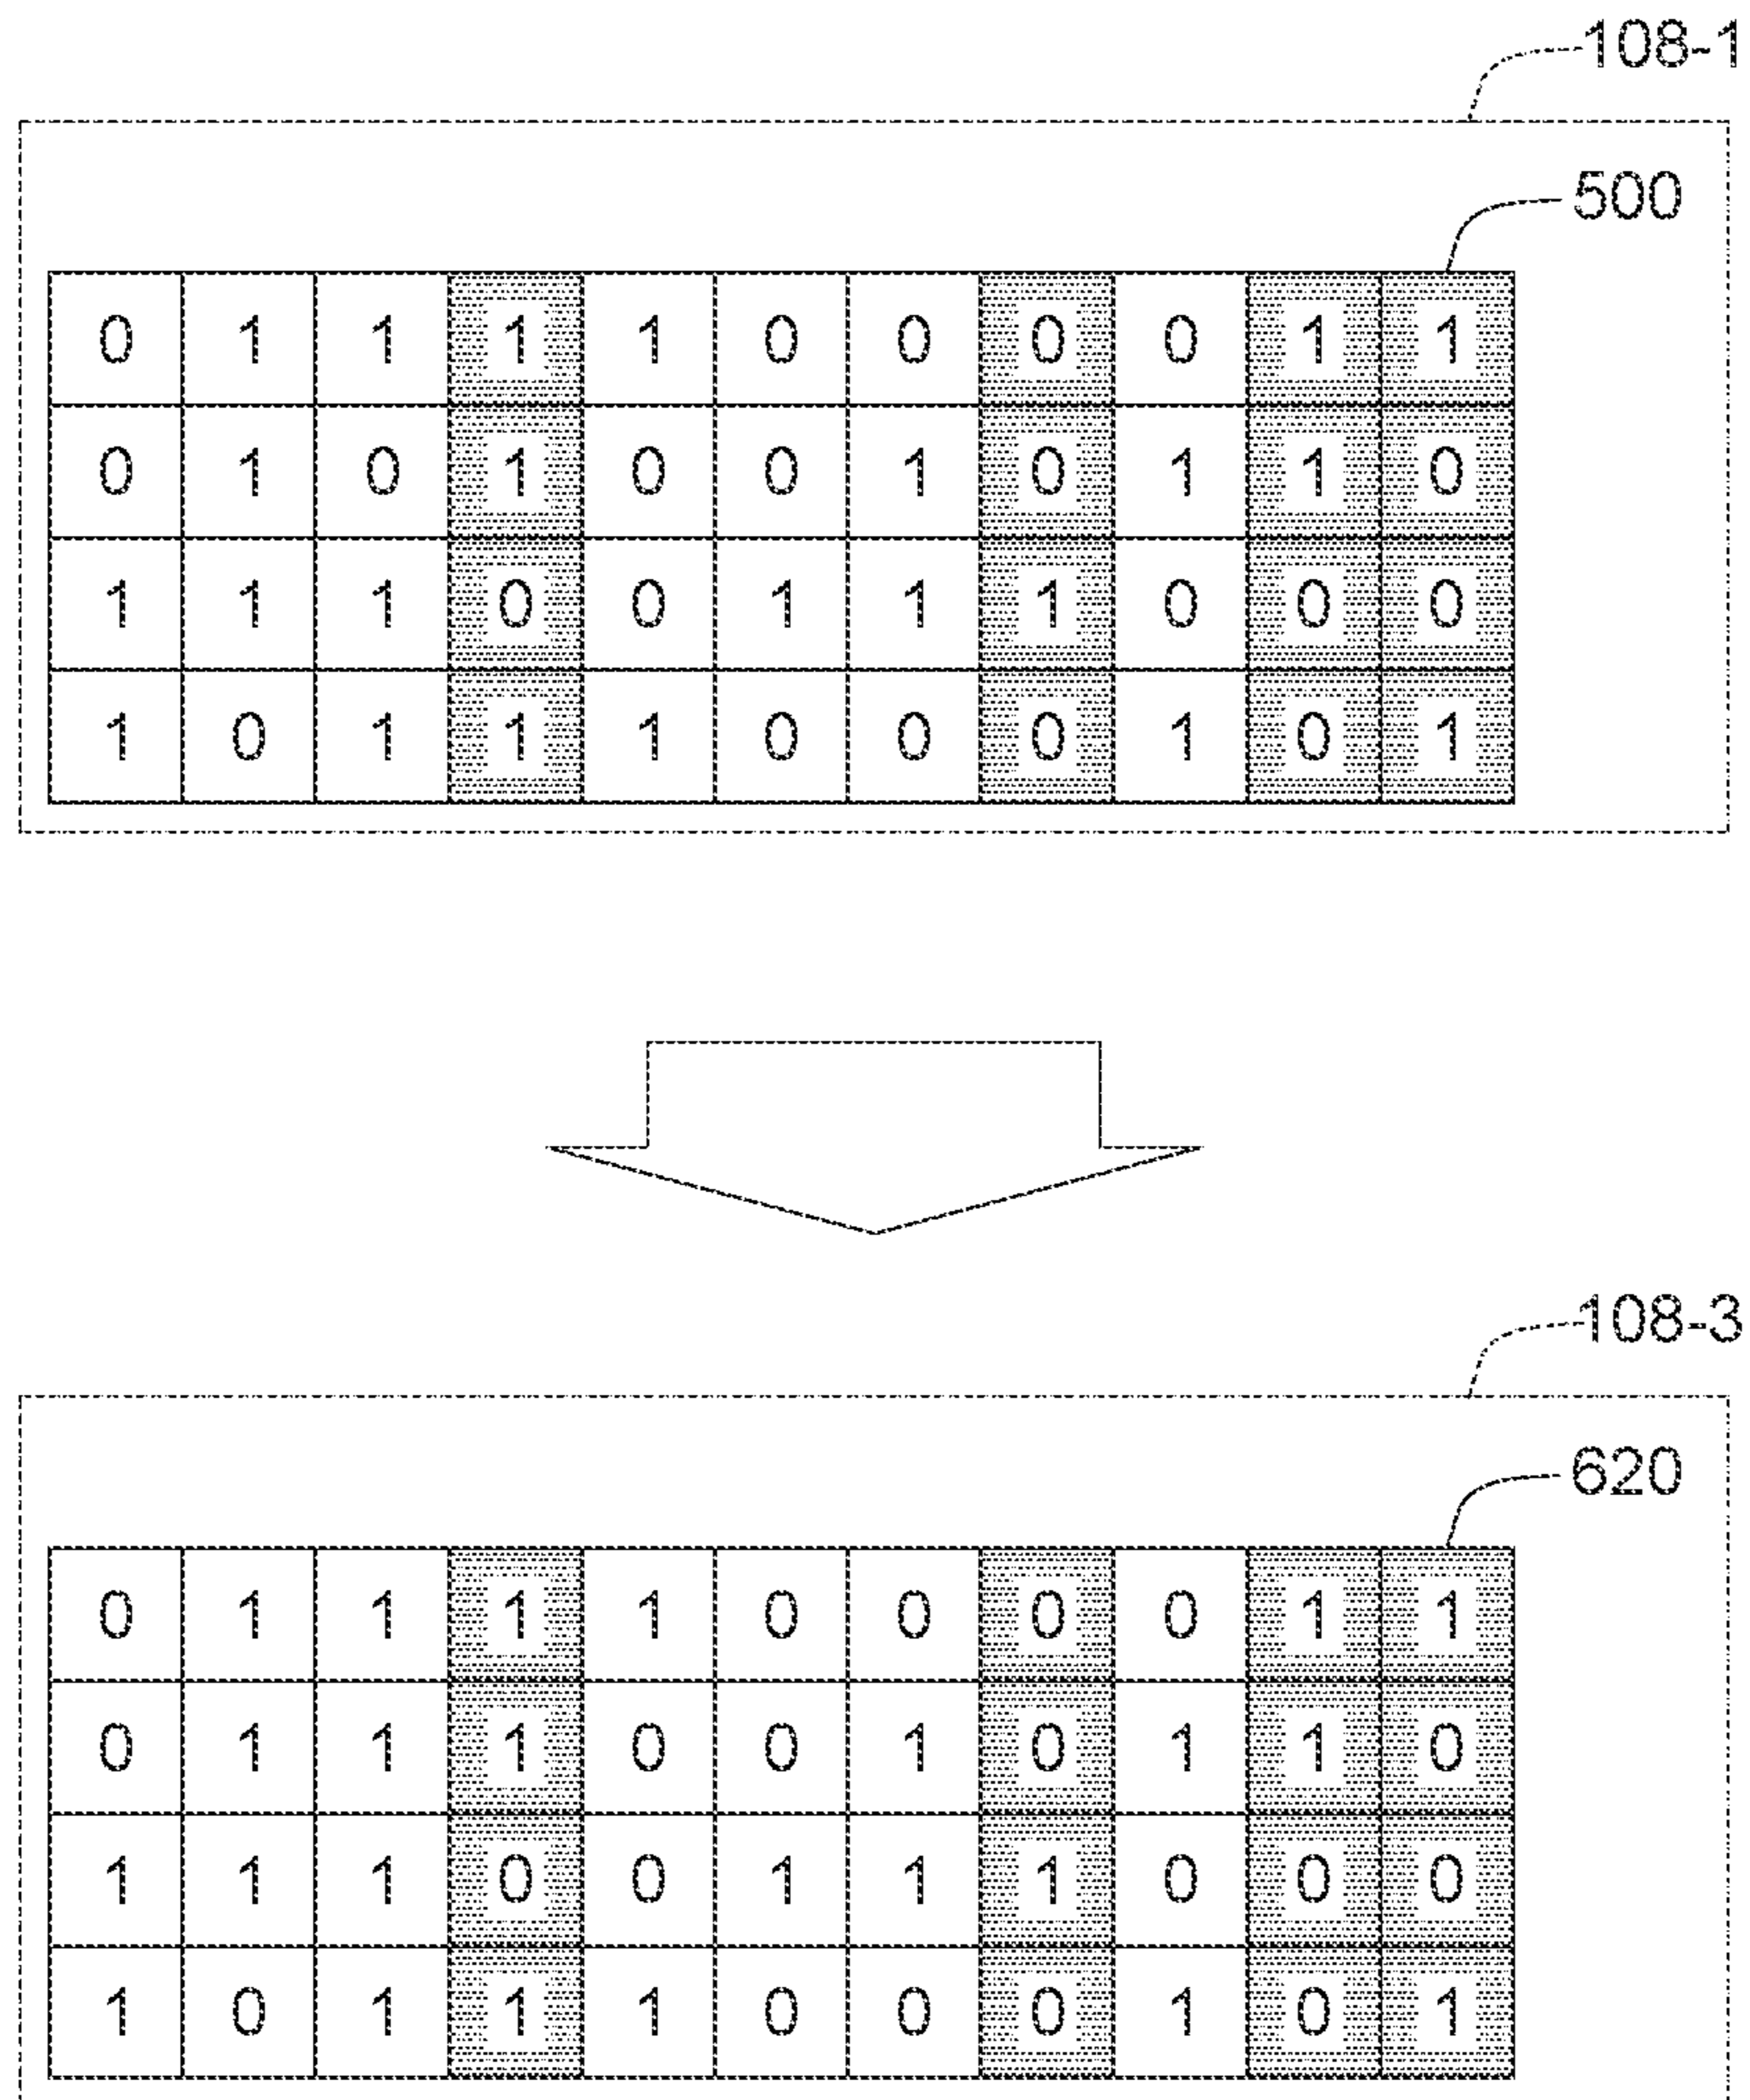 108-1
500
0 1 1 1 1 0 0 0 0 1 1
0 1 0 1 0 0 1 0 1 1 0
1 1 1 0 0 1 1 1 0 0 0
1 0 1 1 1 0 0 0 1 0 1
108-3
620
0 1 1 1 1 0 0 0 0 1 1
0 1 1 1 0 0 1 0 1 1 0
1 1 1 0 0 1 1 1 0 0 0
1 0 1 1 1 0 0 0 1 0 1